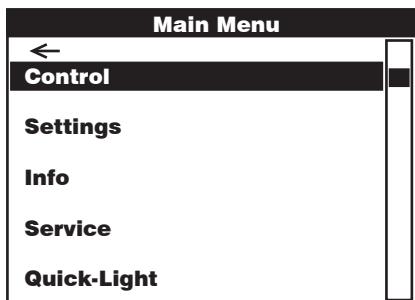 Main Menu
←
Control
Settings
Info
Service
Quick-Light